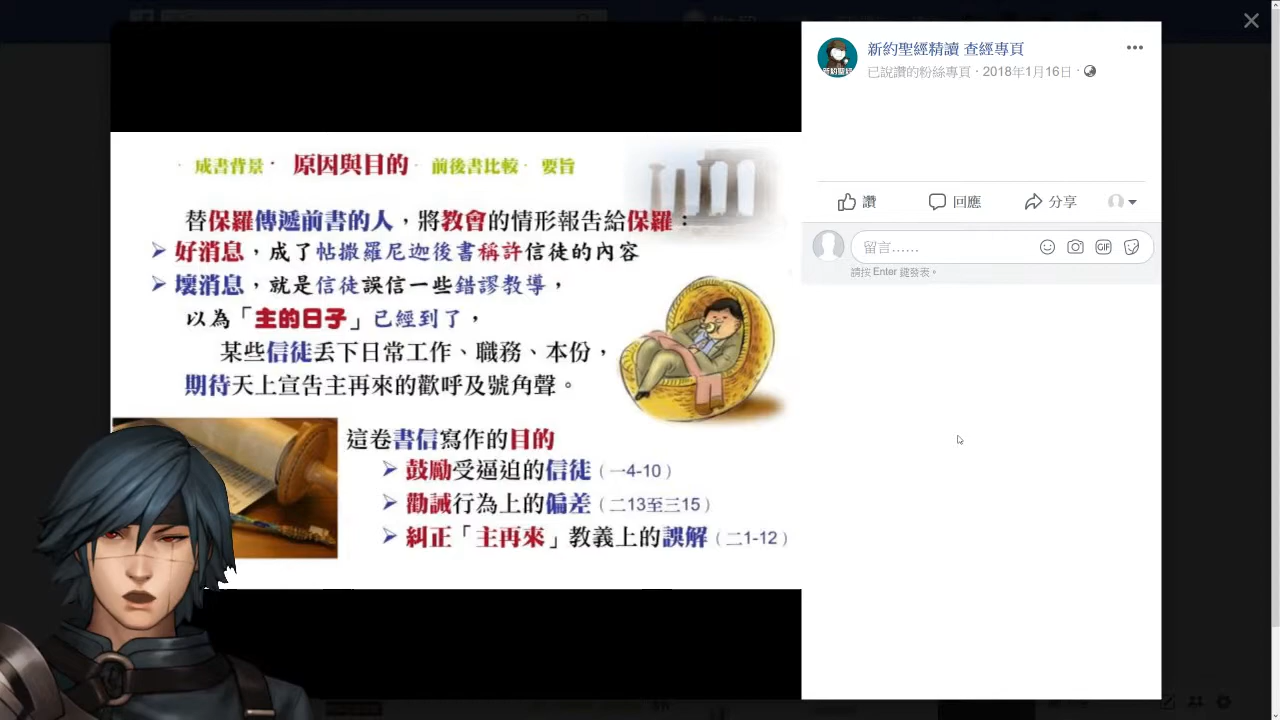 · 成書背景 · 原因與目的 · 前後書比較 · 要旨
替保羅傳遞前書的人，將教會的情形報告給保羅：
➢ 好消息，成了帖撒羅尼迦後書稱許信徒的內容
➢ 壞消息，就是信徒誤信一些錯謬教導，
以為「主的日子」已經到了，
某些信徒丟下日常工作、職務、本份，
期待天上宣告主再來的歡呼及號角聲。
這卷書信寫作的目的
➢ 鼓勵受逼迫的信徒（一4-10）
➢ 勸誡行為上的偏差（二13至三15）
➢ 糾正「主再來」教義上的誤解（二1-12）
新約聖經精讀 查經專頁
已說讚的粉絲專頁 · 2018年1月16日 ·
讚 回應 分享
留言……
GIF
請按 Enter 鍵發表。